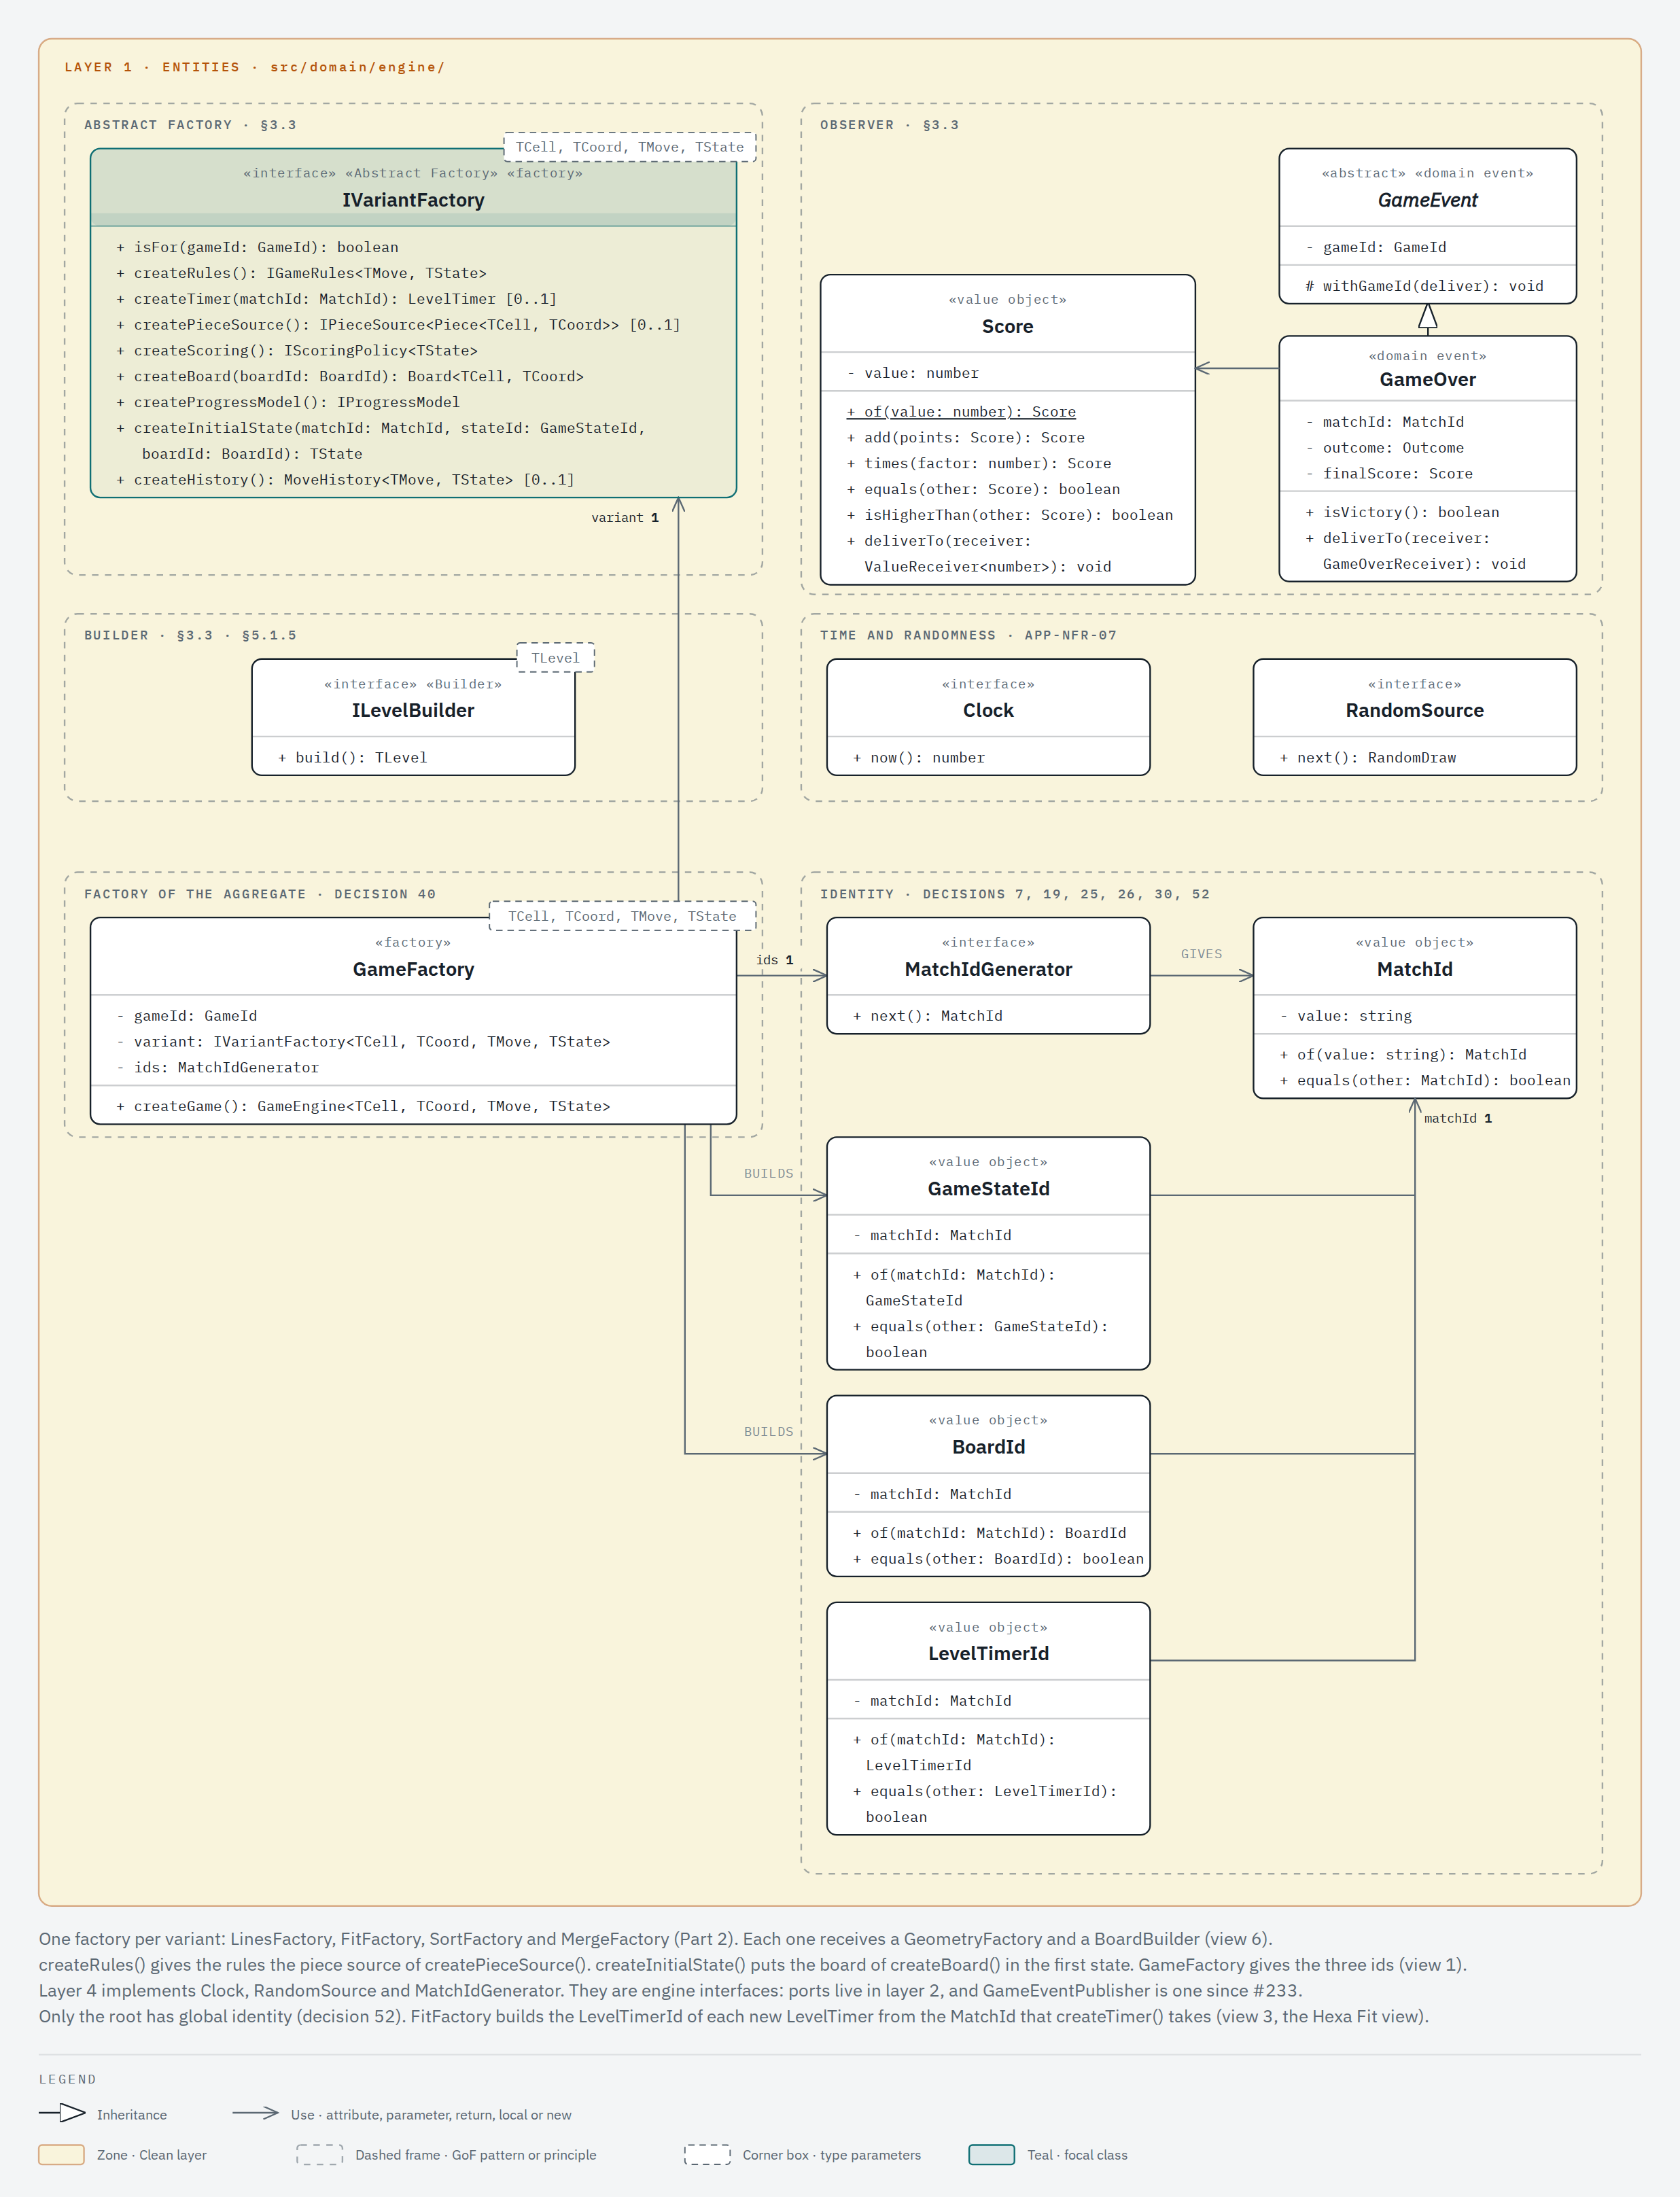 LAYER 1 · ENTITIES · src/domain/engine/
ABSTRACT FACTORY · §3.3
TCell, TCoord, TMove, TState
«interface» «Abstract Factory» «factory»
IVariantFactory
+ isFor(gameId: GameId): boolean
+ createRules(): IGameRules<TMove, TState>
+ createTimer(matchId: MatchId): LevelTimer [0..1]
+ createPieceSource(): IPieceSource<Piece<TCell, TCoord>> [0..1]
+ createScoring(): IScoringPolicy<TState>
+ createBoard(boardId: BoardId): Board<TCell, TCoord>
+ createProgressModel(): IProgressModel
+ createInitialState(matchId: MatchId, stateId: GameStateId,
boardId: BoardId): TState
+ createHistory(): MoveHistory<TMove, TState> [0..1]
variant 1
OBSERVER · §3.3
«abstract» «domain event»
GameEvent
- gameId: GameId
# withGameId(deliver): void
«value object»
Score
- value: number
+ of(value: number): Score
+ add(points: Score): Score
+ times(factor: number): Score
+ equals(other: Score): boolean
+ isHigherThan(other: Score): boolean
+ deliverTo(receiver:
ValueReceiver<number>): void
«domain event»
GameOver
- matchId: MatchId
- outcome: Outcome
- finalScore: Score
+ isVictory(): boolean
+ deliverTo(receiver:
GameOverReceiver): void
BUILDER · §3.3 · §5.1.5
TLevel
«interface» «Builder»
ILevelBuilder
+ build(): TLevel
TIME AND RANDOMNESS · APP-NFR-07
«interface»
Clock
+ now(): number
«interface»
RandomSource
+ next(): RandomDraw
FACTORY OF THE AGGREGATE · DECISION 40
TCell, TCoord, TMove, TState
«factory»
GameFactory
- gameId: GameId
- variant: IVariantFactory<TCell, TCoord, TMove, TState>
- ids: MatchIdGenerator
+ createGame(): GameEngine<TCell, TCoord, TMove, TState>
ids 1
IDENTITY · DECISIONS 7, 19, 25, 26, 30, 52
«interface»
MatchIdGenerator
+ next(): MatchId
GIVES
«value object»
MatchId
- value: string
+ of(value: string): MatchId
+ equals(other: MatchId): boolean
matchId 1
BUILDS
«value object»
GameStateId
- matchId: MatchId
+ of(matchId: MatchId):
GameStateId
+ equals(other: GameStateId):
boolean
BUILDS
«value object»
BoardId
- matchId: MatchId
+ of(matchId: MatchId): BoardId
+ equals(other: BoardId): boolean
«value object»
LevelTimerId
- matchId: MatchId
+ of(matchId: MatchId):
LevelTimerId
+ equals(other: LevelTimerId):
boolean
One factory per variant: LinesFactory, FitFactory, SortFactory and MergeFactory (Part 2). Each one receives a GeometryFactory and a BoardBuilder (view 6).
createRules() gives the rules the piece source of createPieceSource(). createInitialState() puts the board of createBoard() in the first state. GameFactory gives the three ids (view 1).
Layer 4 implements Clock, RandomSource and MatchIdGenerator. They are engine interfaces: ports live in layer 2, and GameEventPublisher is one since #233.
Only the root has global identity (decision 52). FitFactory builds the LevelTimerId of each new LevelTimer from the MatchId that createTimer() takes (view 3, the Hexa Fit view).
LEGEND
Inheritance
Use · attribute, parameter, return, local or new
Zone · Clean layer
Dashed frame · GoF pattern or principle
Corner box · type parameters
Teal · focal class